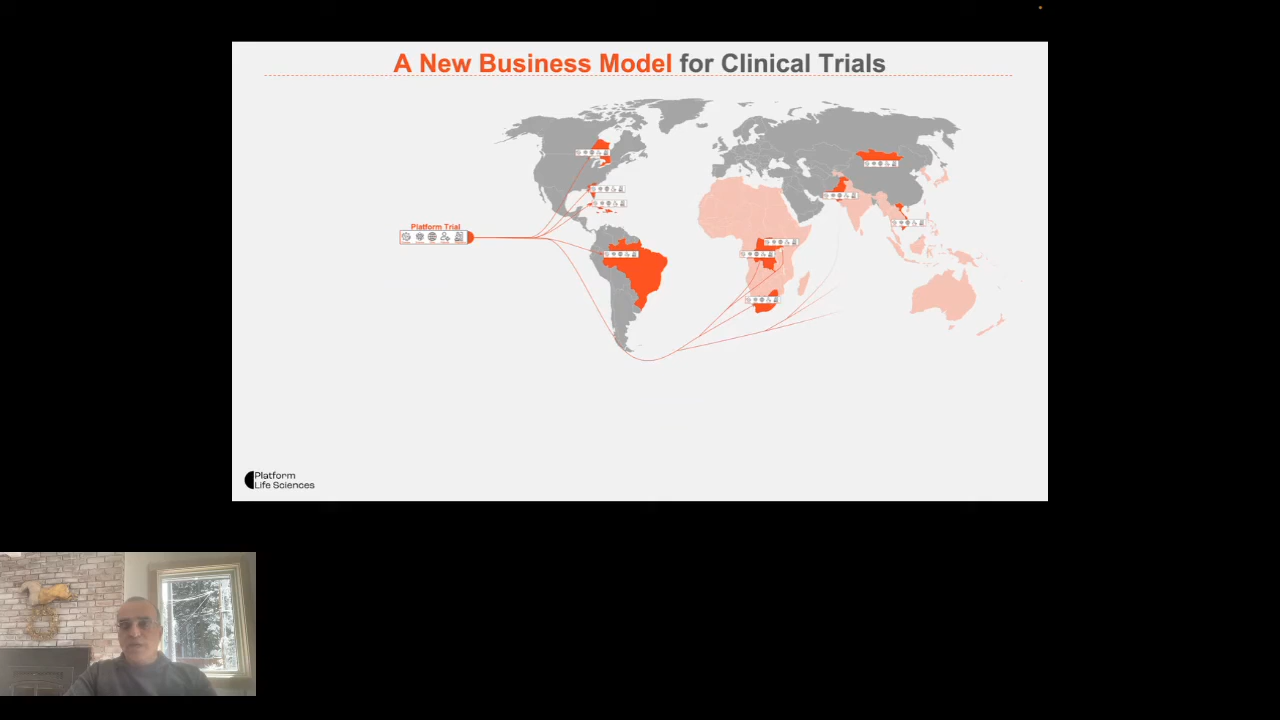 A New Business Model for Clinical Trials
Platform Trial
Platform
Life Sciences